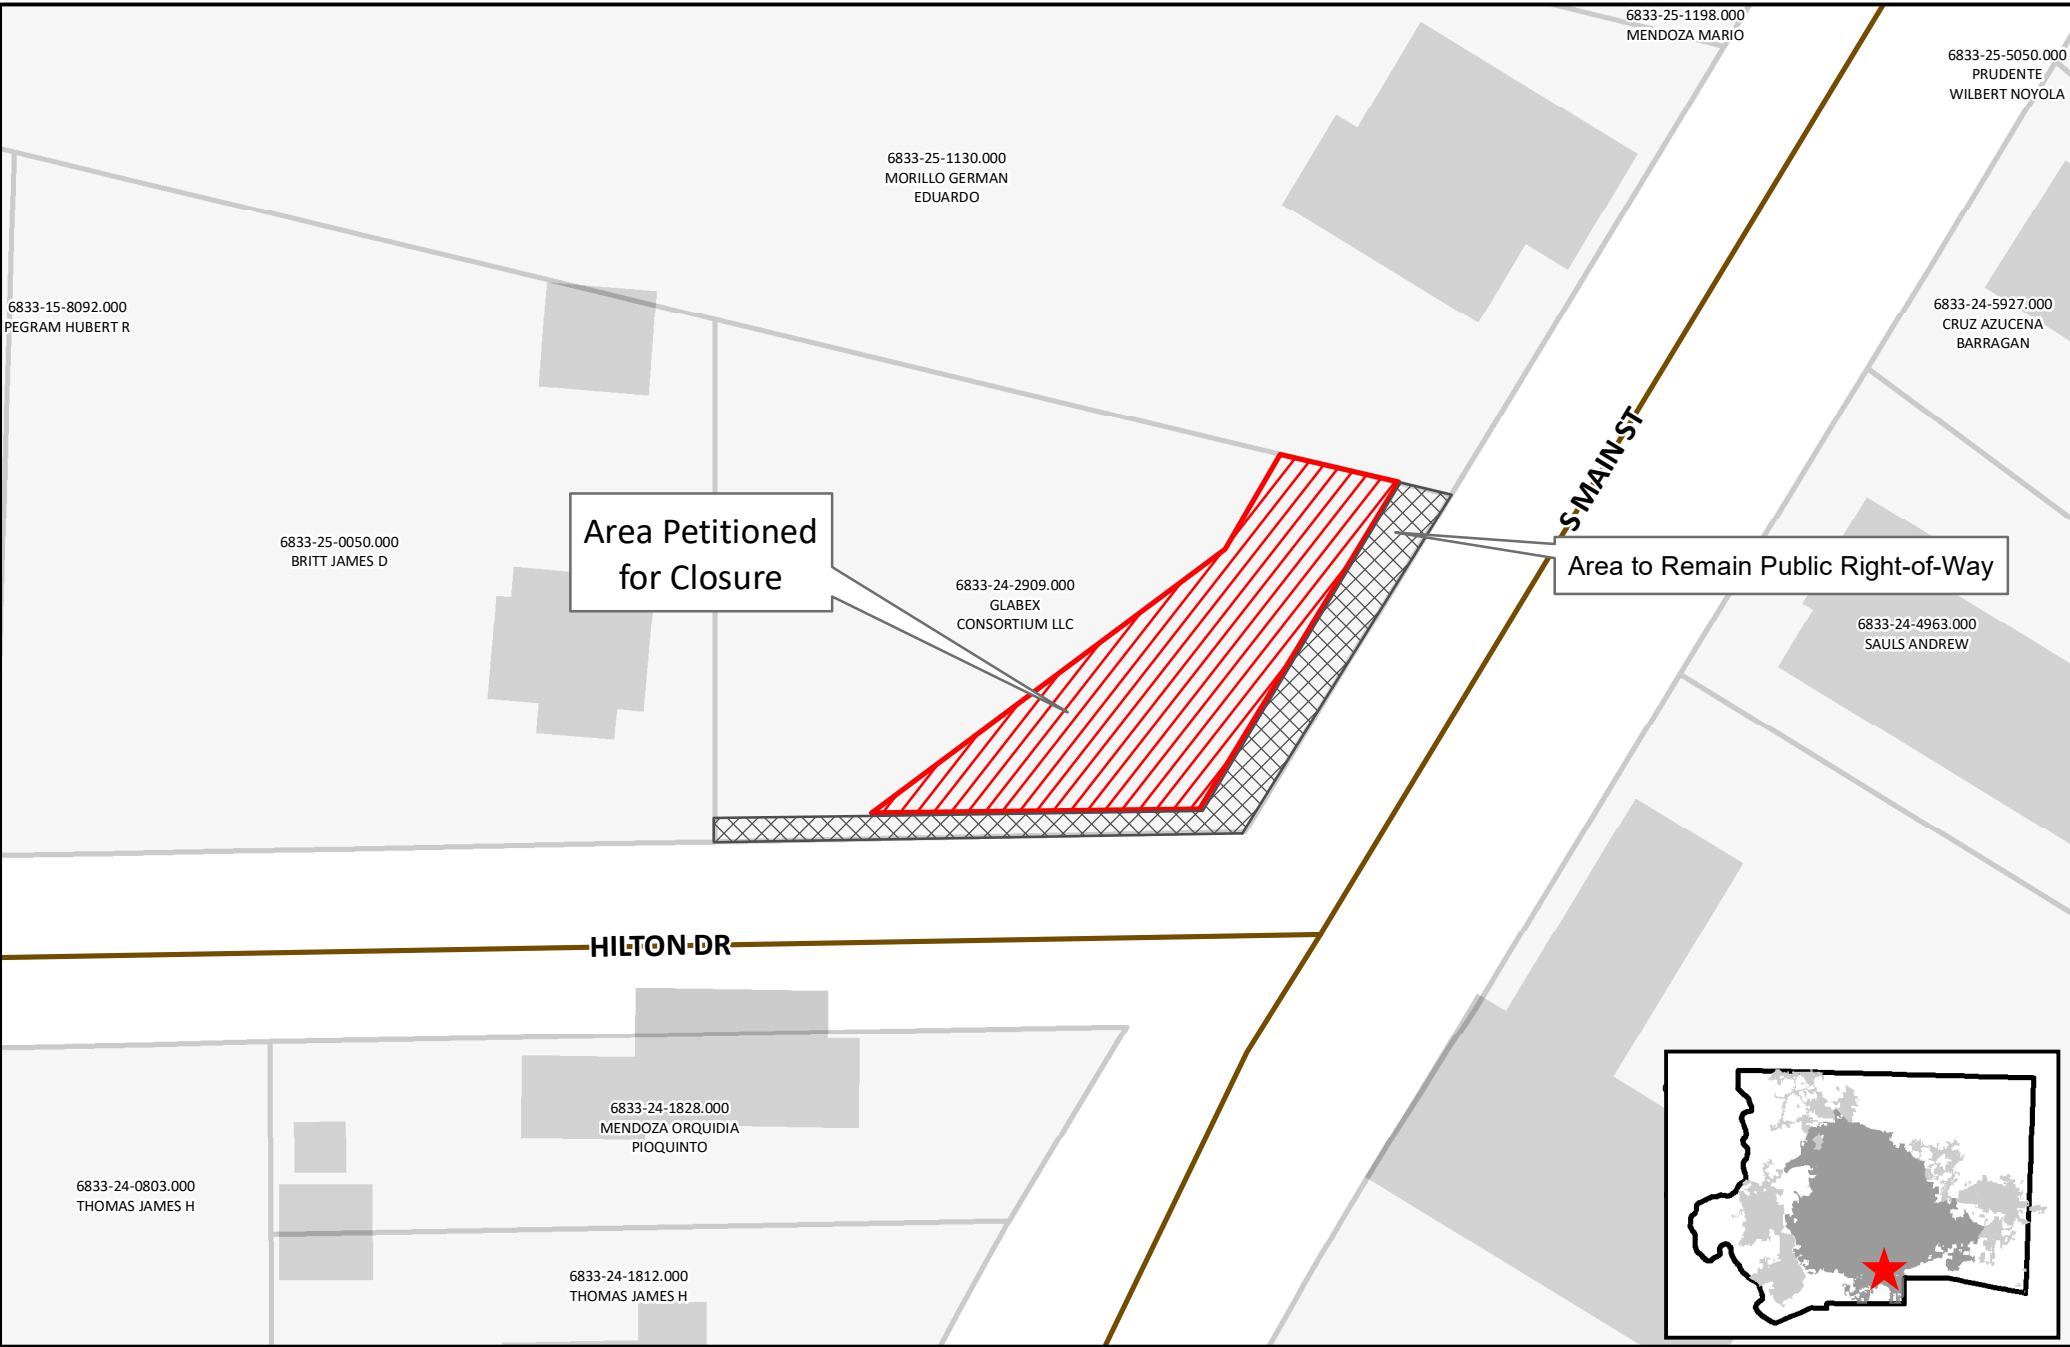 6833-25-1198.000
MENDOZA MARIO
6833-25-5050.000
PRUDENTE
WILBERT NOYOLA
6833-25-1130.000
MORILLO GERMAN
EDUARDO
6833-15-8092.000
PEGRAM HUBERT R
6833-24-5927.000
CRUZ AZUCENA
BARRAGAN
S MAIN ST
Area Petitioned
for Closure
6833-25-0050.000
BRITT JAMES D
6833-24-2909.000
GLABEX
CONSORTIUM LLC
Area to Remain Public Right-of-Way
6833-24-4963.000
SAULS ANDREW
HILTON DR
6833-24-1828.000
MENDOZA ORQUIDIA
PIOQUINTO
6833-24-0803.000
THOMAS JAMES H
6833-24-1812.000
THOMAS JAMES H